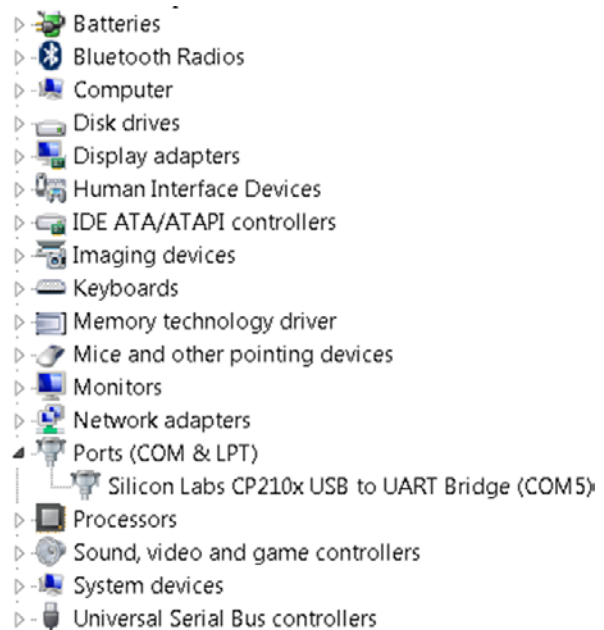 Batteries
Bluetooth Radios
Computer
Disk drives
Display adapters
Human Interface Devices
IDE ATA/ATAPI controllers
Imaging devices
Keyboards
Memory technology driver
Mice and other pointing devices
Monitors
Network adapters
Ports (COM & LPT)
Silicon Labs CP210x USB to UART Bridge (COM5)
Processors
Sound, video and game controllers
System devices
Universal Serial Bus controllers